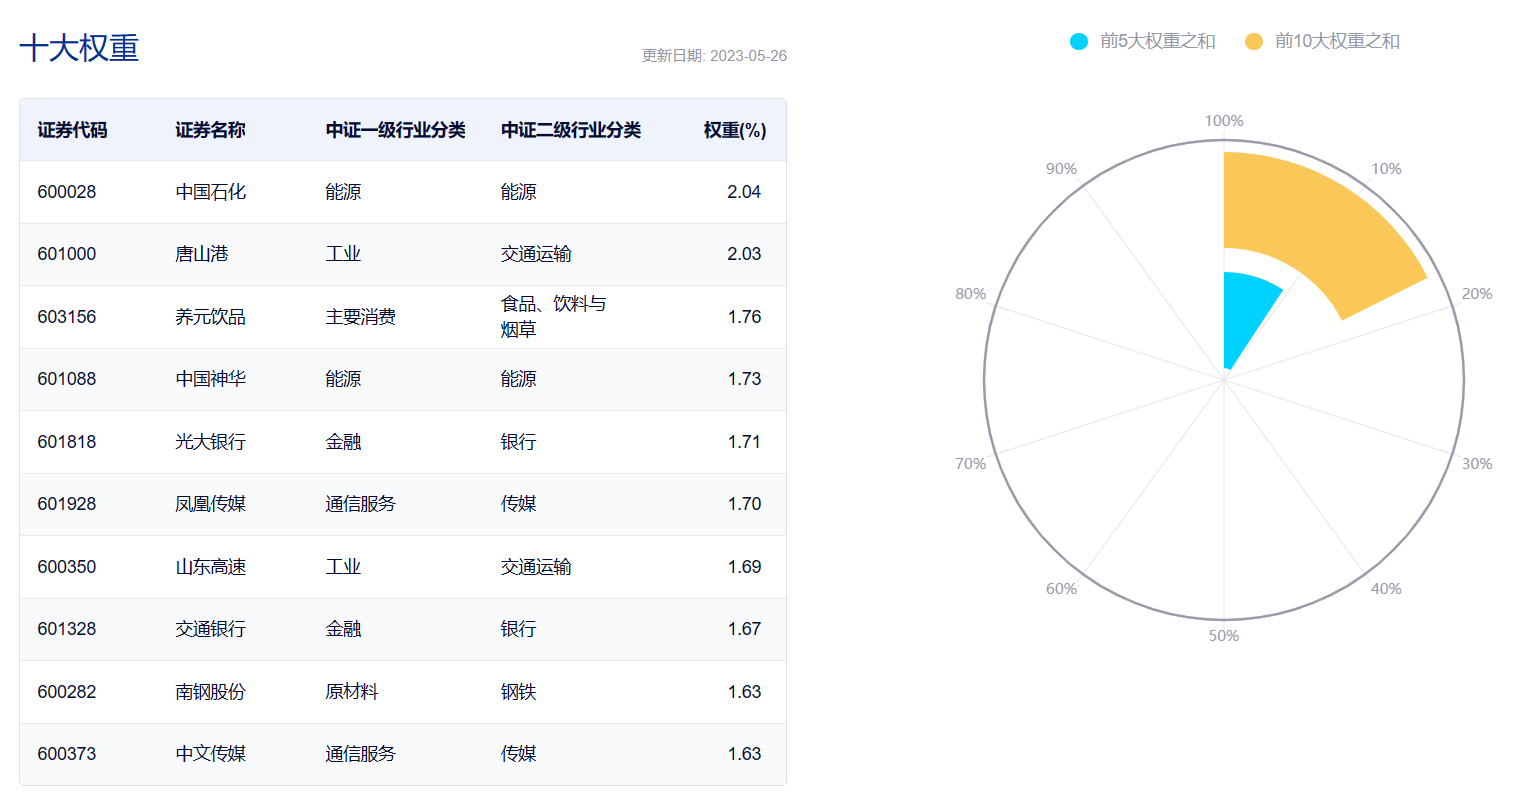 十大权重
更新日期: 2023-05-26
证券代码 证券名称 中证一级行业分类 中证二级行业分类 权重(%)
600028 中国石化 能源 能源 2.04
601000 唐山港 工业 交通运输 2.03
603156 养元饮品 主要消费 食品、饮料与 1.76
烟草
601088 中国神华 能源 能源 1.73
601818 光大银行 金融 银行 1.71
601928 凤凰传媒 通信服务 传媒 1.70
600350 山东高速 工业 交通运输 1.69
601328 交通银行 金融 银行 1.67
600282 南钢股份 原材料 钢铁 1.63
600373 中文传媒 通信服务 传媒 1.63
前5大权重之和 前10大权重之和
100%
90% 10%
80% 20%
70% 30%
60% 40%
50%